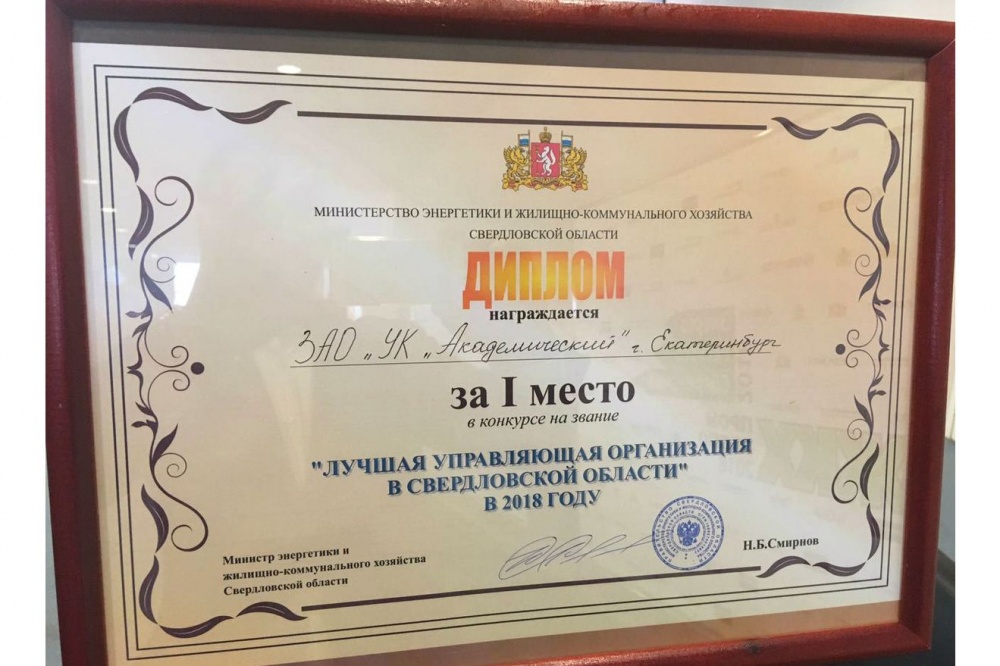 МИНИСТЕРСТВО ЭНЕРГЕТИКИ И ЖИЛИЩНО-КОММУНАЛЬНОГО ХОЗЯЙСТВА
СВЕРДЛОВСКОЙ ОБЛАСТИ
ДИПЛОМ
награждается
ЗАО „УК „Академический" г. Екатеринбург
за I место
в конкурсе на звание
"ЛУЧШАЯ УПРАВЛЯЮЩАЯ ОРГАНИЗАЦИЯ
В СВЕРДЛОВСКОЙ ОБЛАСТИ"
В 2018 ГОДУ
Министр энергетики и
жилищно-коммунального хозяйства
Свердловской области
Н.Б.Смирнов